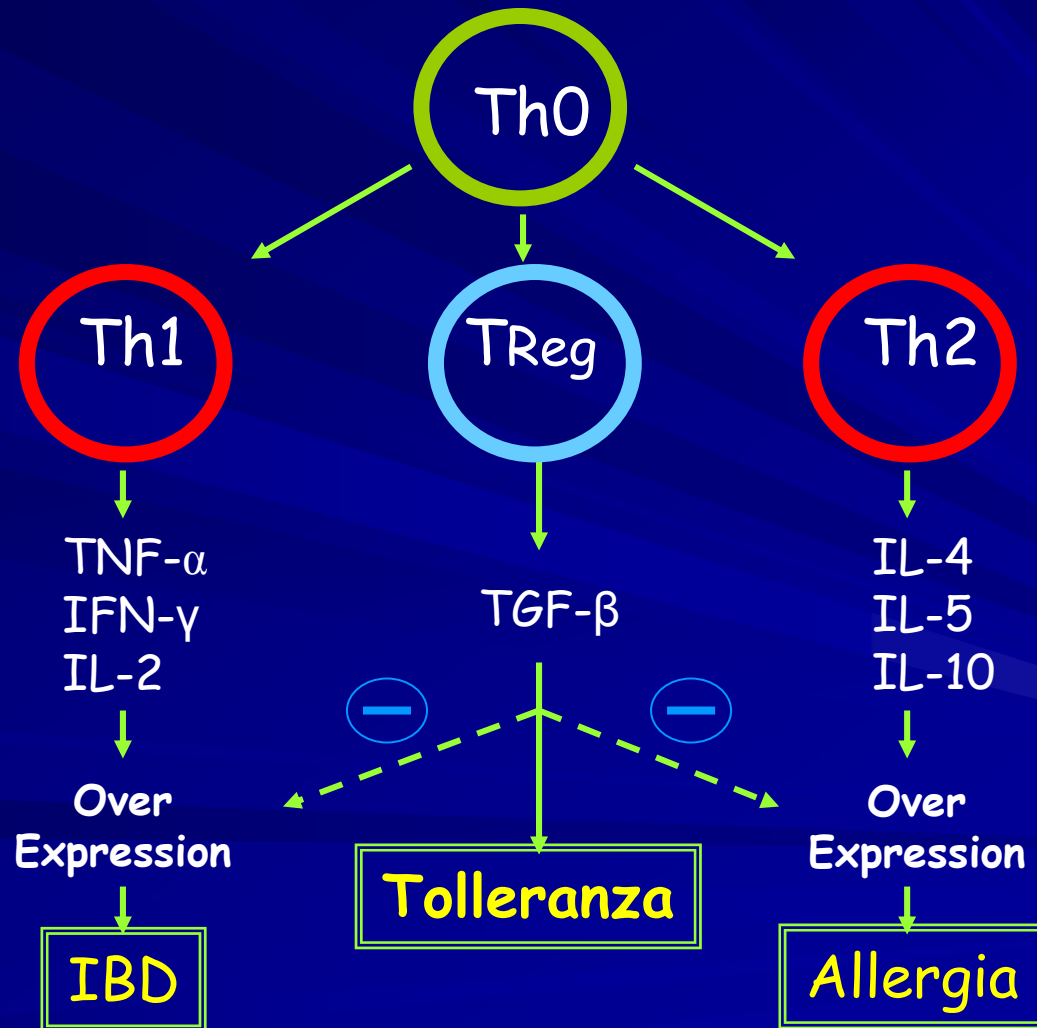 Th0
Th1
TReg
Th2
TNF-α
IFN-γ
IL-2
TGF-β
IL-4
IL-5
IL-10
Over
Expression
Over
Expression
Tolleranza
IBD
Allergia